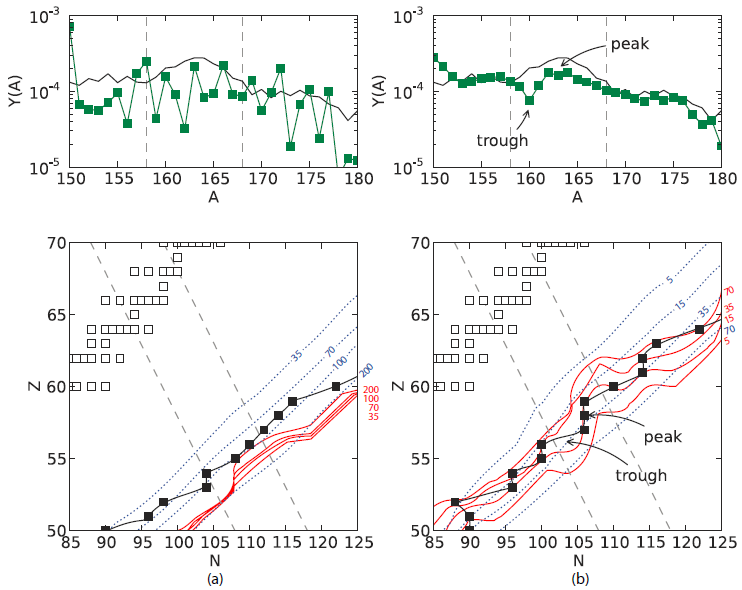 10⁻³ 10⁻³
Y(A) 10⁻⁴ Y(A) 10⁻⁴ peak
trough
10⁻⁵ 10⁻⁵
150 155 160 165 170 175 180 150 155 160 165 170 175 180
A A
70 70
65 65
Z 60 Z 60
55 55
50 50
35 70 100 200
200
100
70
35
5 15 35 70
70
35
15
5
peak
trough
85 90 95 100 105 110 115 120 125 85 90 95 100 105 110 115 120 125
N N
(a) (b)